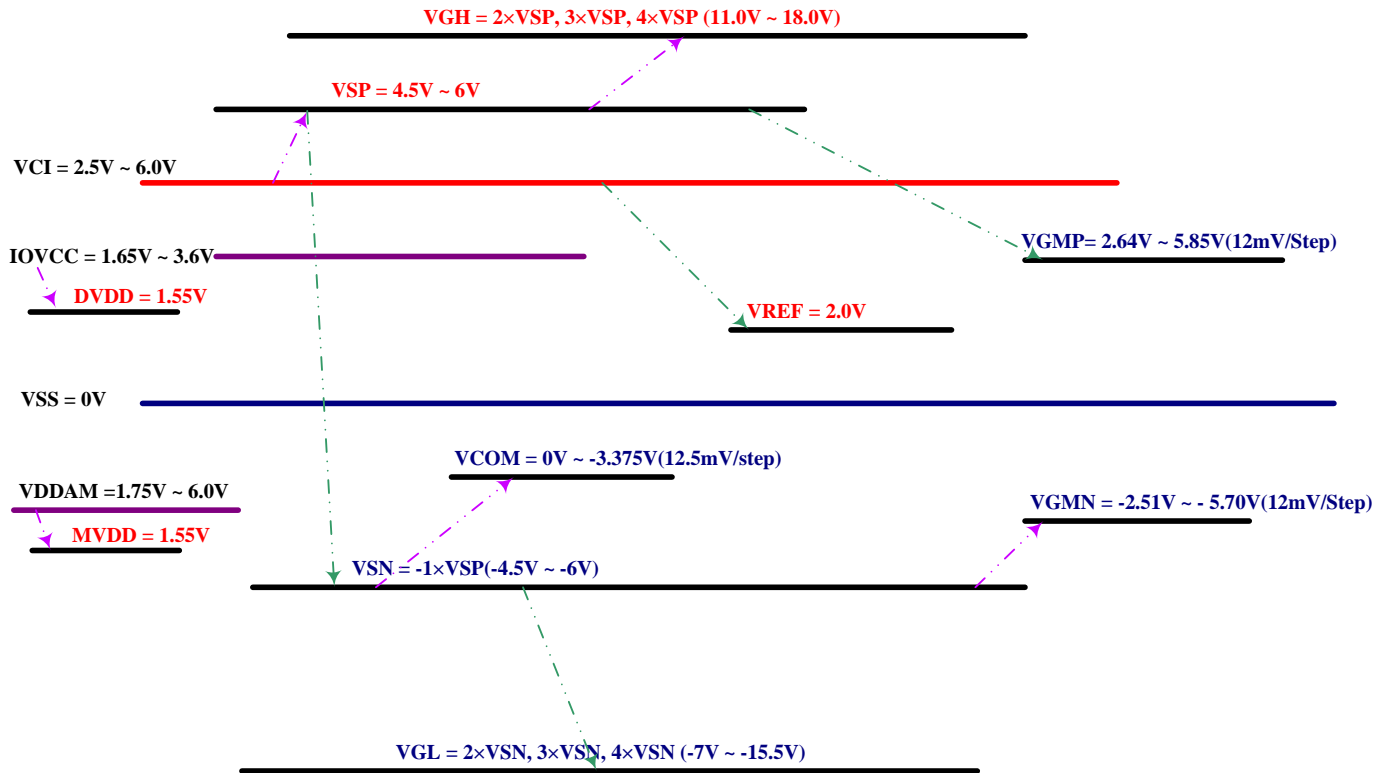 VGH = 2×VSP, 3×VSP, 4×VSP (11.0V ~ 18.0V)
VSP = 4.5V ~ 6V
VCI = 2.5V ~ 6.0V
VGMP= 2.64V ~ 5.85V(12mV/Step)
IOVCC = 1.65V ~ 3.6V
DVDD = 1.55V
VREF = 2.0V
VSS = 0V
VCOM = 0V ~ -3.375V(12.5mV/step)
VDDAM =1.75V ~ 6.0V
VGMN = -2.51V ~ - 5.70V(12mV/Step)
MVDD = 1.55V
VSN = -1×VSP(-4.5V ~ -6V)
VGL = 2×VSN, 3×VSN, 4×VSN (-7V ~ -15.5V)